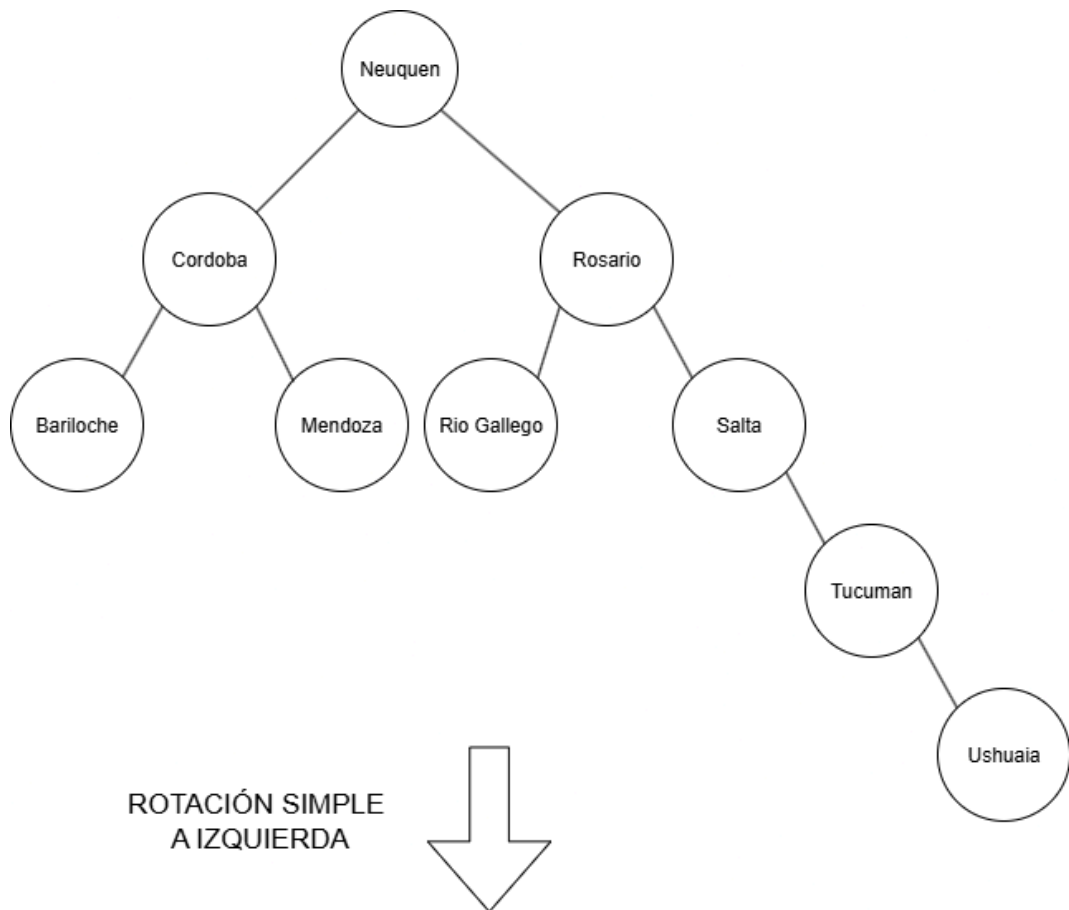 Neuquen
Cordoba
Rosario
Bariloche
Mendoza
Rio Gallego
Salta
Tucuman
Ushuaia
ROTACIÓN SIMPLE
A IZQUIERDA